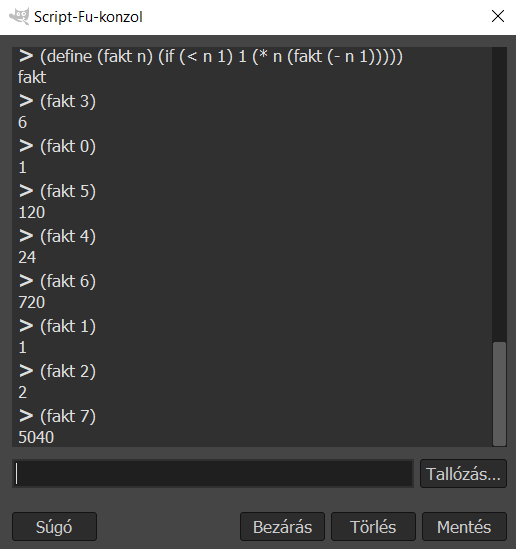 Script-Fu-konzol
> (define (fakt n) (if (< n 1) 1 (* n (fakt (- n 1)))))
fakt
> (fakt 3)
6
> (fakt 0)
1
> (fakt 5)
120
> (fakt 4)
24
> (fakt 6)
720
> (fakt 1)
1
> (fakt 2)
2
> (fakt 7)
5040
Tallózás...
Súgó Bezárás Törlés Mentés